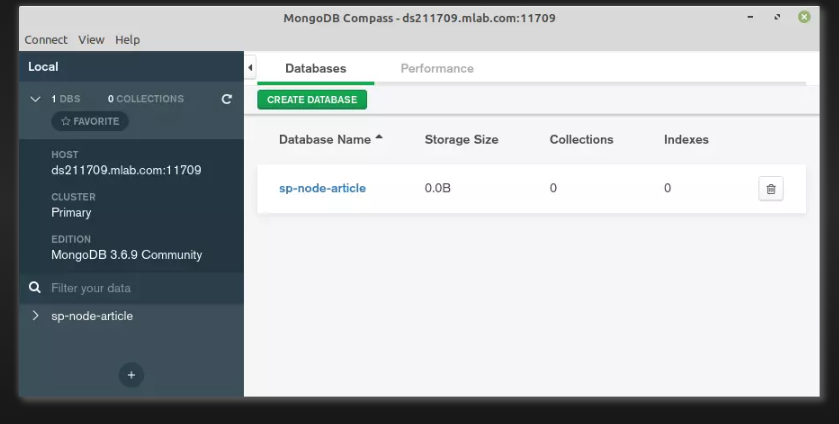 MongoDB Compass - ds211709.mlab.com:11709
Connect View Help
Local
1 DBS 0 COLLECTIONS
FAVORITE
HOST
ds211709.mlab.com:11709
CLUSTER
Primary
EDITION
MongoDB 3.6.9 Community
Filter your data
sp-node-article
Databases Performance
CREATE DATABASE
Database Name Storage Size Collections Indexes
sp-node-article 0.0B 0 0